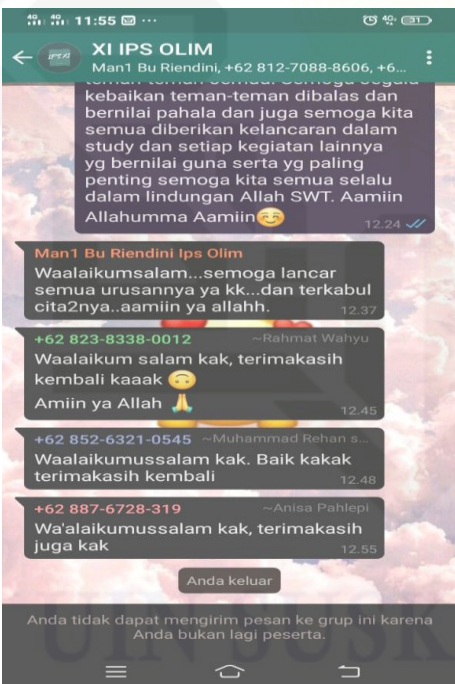 11:55
31
XI IPS OLIM
Man1 Bu Riendini, +62 812-7088-8606, +6...
kebaikan teman-teman dibalas dan
bernilai pahala dan juga semoga kita
semua diberikan kelancaran dalam
study dan setiap kegiatan lainnya
yg bernilai guna serta yg paling
penting semoga kita semua selalu
dalam lindungan Allah SWT. Aamiin
Allahumma Aamiin😊
12.24
Man1 Bu Riendini Ips Olim
Waalaikumsalam...semoga lancar
semua urusannya ya kk...dan terkabul
cita2nya..aamiin ya allahh.
12.37
+62 823-8338-0012 ~Rahmat Wahyu
Waalaikum salam kak, terimakasih
kembali kaaak 🙃
Amiin ya Allah 🙏
12.45
+62 852-6321-0545 ~Muhammad Rehan s...
Waalaikumussalam kak. Baik kakak
terimakasih kembali
12.48
+62 887-6728-319 ~Anisa Pahlepi
Wa'alaikumussalam kak, terimakasih
juga kak
12.55
Anda keluar
Anda tidak dapat mengirim pesan ke grup ini karena
Anda bukan lagi peserta.
UIN SUSK